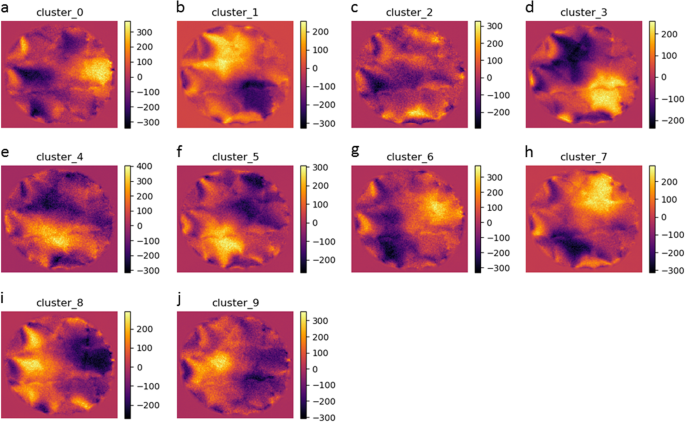 a b c d
cluster_0 cluster_1 cluster_2 cluster_3
300 200 300 200
200 100 200 100
100 0 100 0
0 −100 0 −100
−100 −200 −100 −200
−200 −300 −200
−300 −300
e f g h
cluster_4 cluster_5 cluster_6 cluster_7
400 300 300 200
300 200 200 100
200 100 100 0
100 0 0 −100
0 −100 −100 −200
−100 −200 −200 −300
−200 −300
−300
i j
cluster_8 cluster_9
200 300
100 200
0 100
−100 0
−200 −100
−200
−300